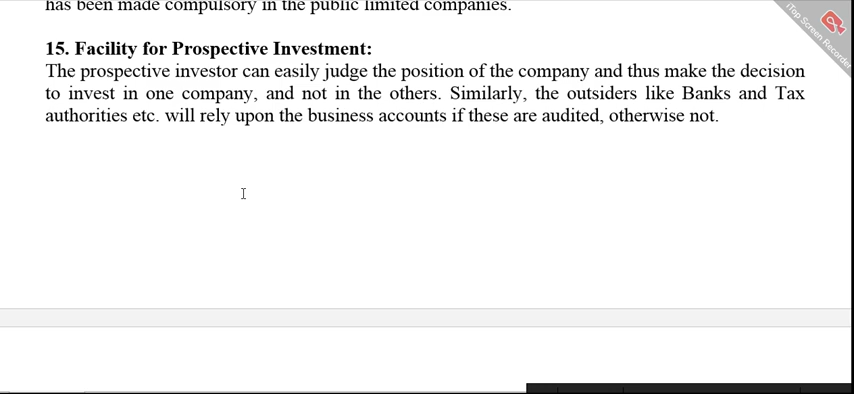 has been made compulsory in the public limited companies.
15. Facility for Prospective Investment:
The prospective investor can easily judge the position of the company and thus make the decision
to invest in one company, and not in the others. Similarly, the outsiders like Banks and Tax
authorities etc. will rely upon the business accounts if these are audited, otherwise not.
iTop Screen Recorder